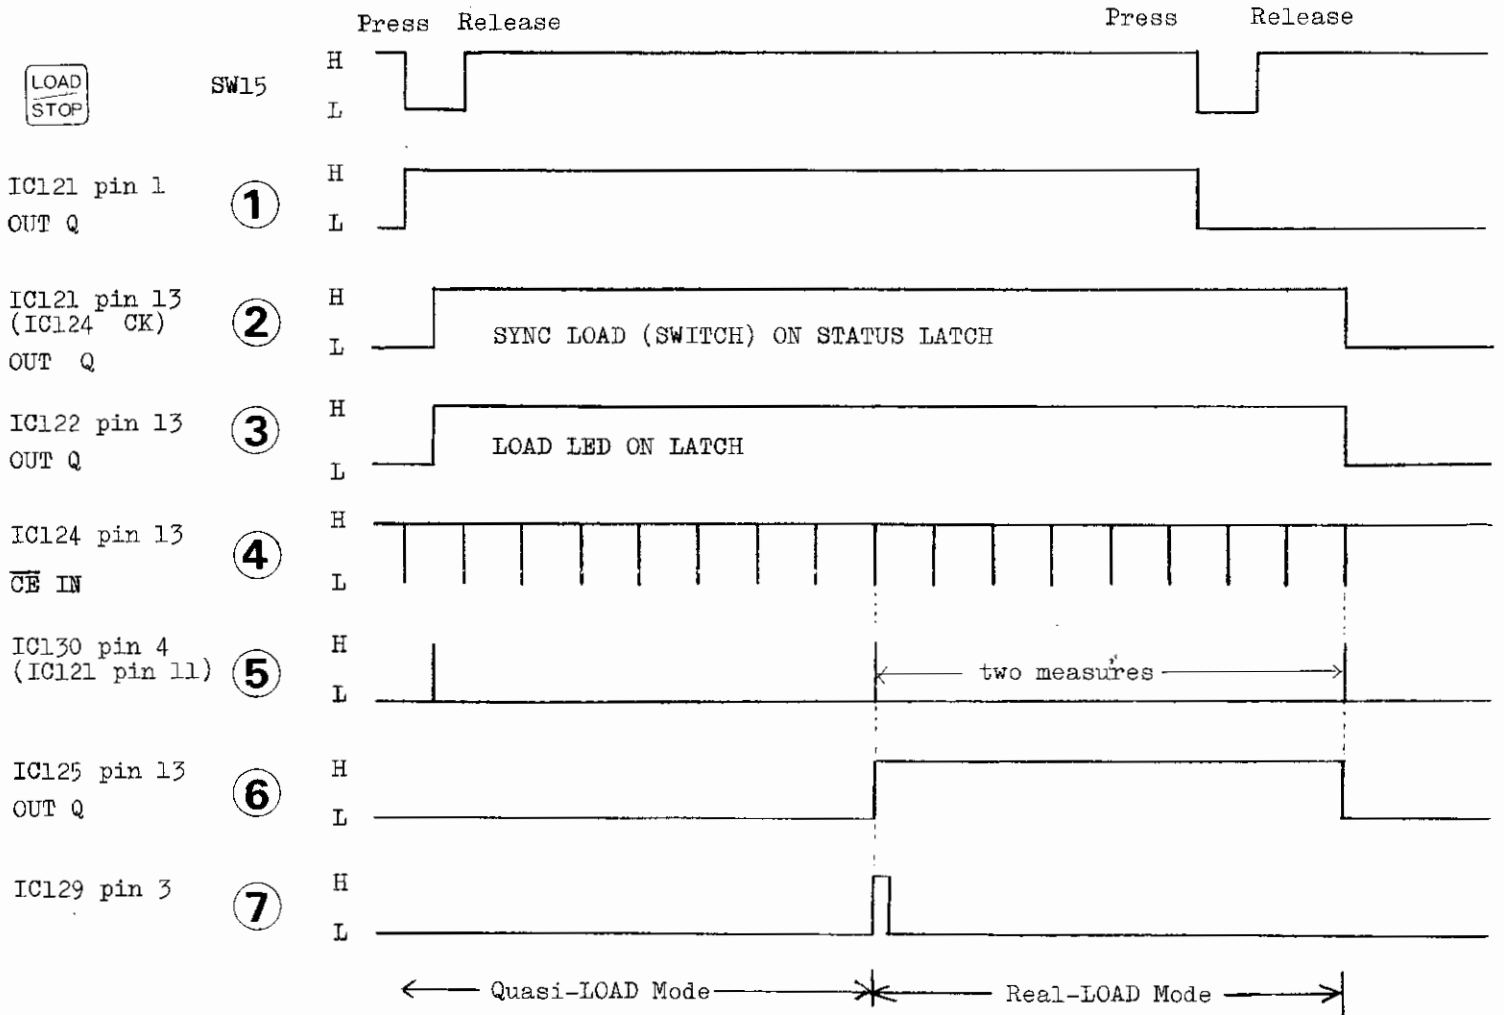 Press Release Press Release
LOAD
STOP
SW15
H
L
IC121 pin 1
OUT Q
1
H
L
IC121 pin 13
(IC124 CK)
OUT Q
2
H
L
SYNC LOAD (SWITCH) ON STATUS LATCH
IC122 pin 13
OUT Q
3
H
L
LOAD LED ON LATCH
IC124 pin 13
CE IN
4
H
L
IC130 pin 4
(IC121 pin 11)
5
H
L
two measures
IC125 pin 13
OUT Q
6
H
L
IC129 pin 3
7
H
L
Quasi-LOAD Mode Real-LOAD Mode